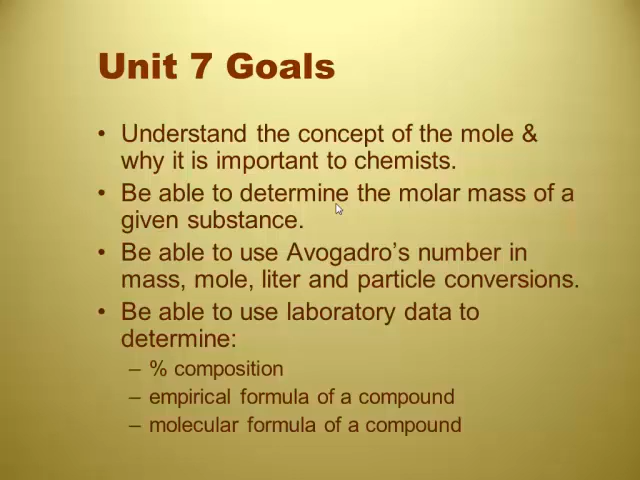 Unit 7 Goals
• Understand the concept of the mole &
why it is important to chemists.
• Be able to determine the molar mass of a
given substance.
• Be able to use Avogadro’s number in
mass, mole, liter and particle conversions.
• Be able to use laboratory data to
determine:
– % composition
– empirical formula of a compound
– molecular formula of a compound